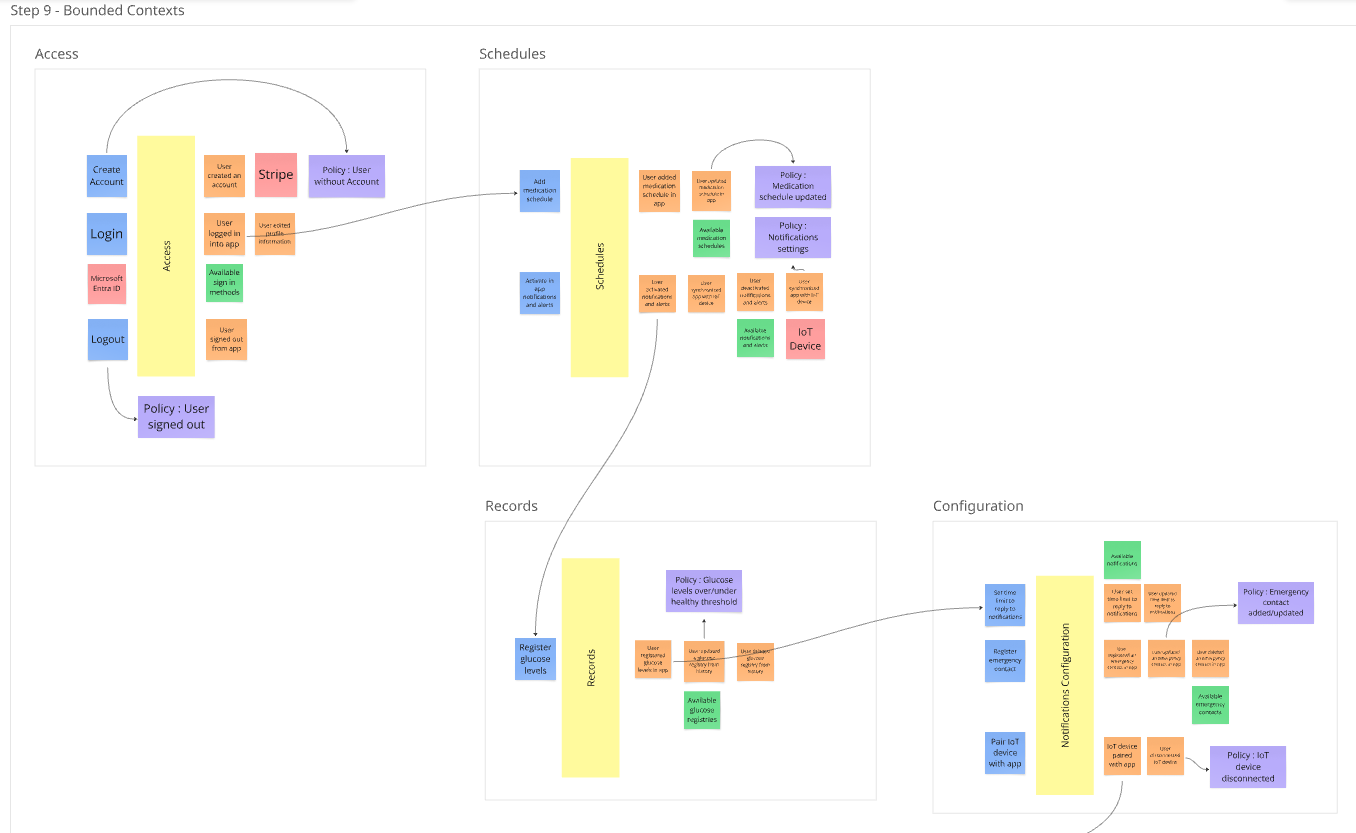 Step 9 - Bounded Contexts
Access
Create
Account
Login
Microsoft
Entra ID
Logout
Access
User
created an
account
Stripe
Policy : User
without Account
User
logged in
into app
User edited
profile
information
Available
sign in
methods
User
signed out
from app
Policy : User
signed out
Schedules
Add
medication
schedule
Activate in
app
notifications
and alerts
Schedules
User added
medication
schedule in
app
User updated
medication
schedule in
app
Policy :
Medication
schedule updated
Available
medication
schedules
Policy :
Notifications
settings
User
activated
notifications
and alerts
User
synchronized
app with IoT
device
User
deactivated
notifications
and alerts
User
synchronized
app with IoT
device
Available
notifications
and alerts
IoT
Device
Records
Register
glucose
levels
Records
Policy : Glucose
levels over/under
healthy threshold
User
registered
glucose
levels in app
User updated
glucose
registry from
history
User deleted
glucose
registry from
history
Available
glucose
registries
Configuration
Set time
limit to
reply to
notifications
Register
emergency
contact
Pair IoT
device
with app
Notifications Configuration
Available
notifications
User set
time limit to
reply to
notifications
User updated
time limit to
reply to
notifications
Policy : Emergency
contact
added/updated
User
registered an
emergency
contact in app
User updated
an emergency
contact in app
User deleted
an emergency
contact in app
Available
emergency
contacts
IoT device
paired
with app
User
disconnected
IoT device
Policy : IoT
device
disconnected